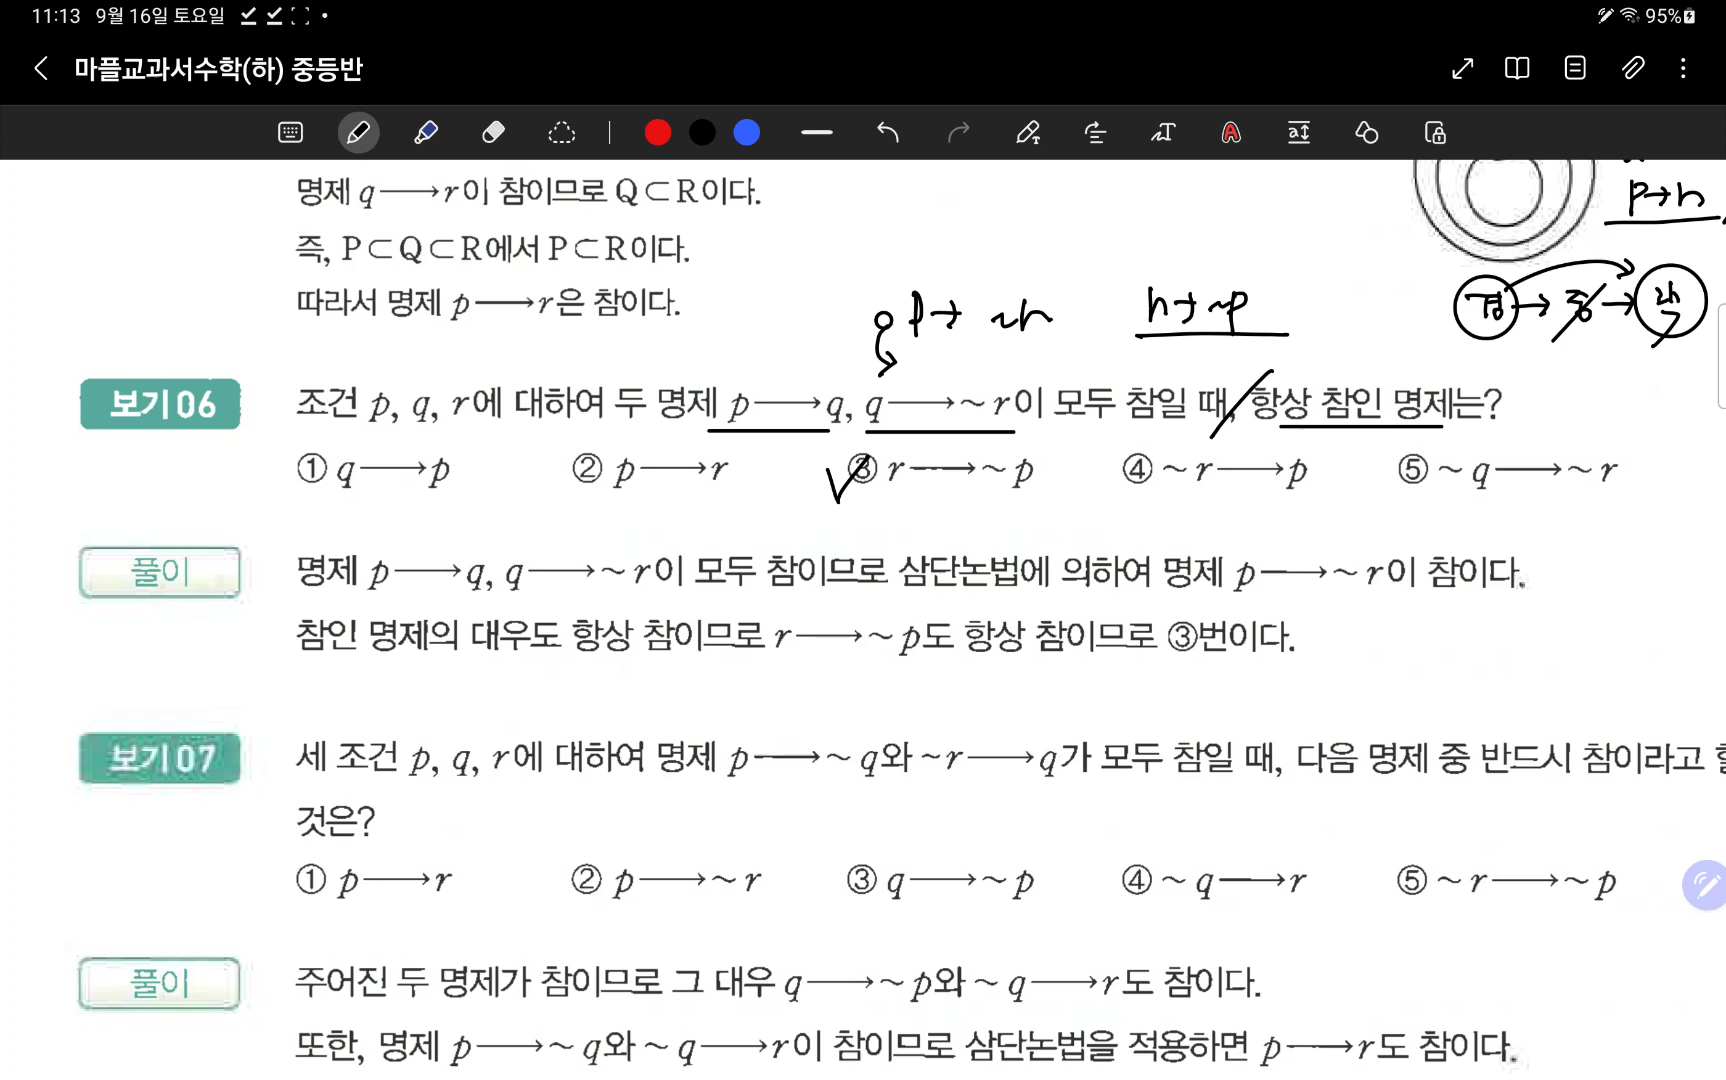 11:13 9월 16일 토요일
95%
마플교과서수학(하) 중등반
명제 q⟶r이 참이므로 Q⊂R이다.
즉, P⊂Q⊂R에서 P⊂R이다.
따라서 명제 p⟶r은 참이다.
p→r
p→~r
r→~p
보기 06
조건 p, q, r에 대하여 두 명제 p⟶q, q⟶~r이 모두 참일 때, 항상 참인 명제는?
① q⟶p ② p⟶r ③ r⟶~p ④ ~r⟶p ⑤ ~q⟶~r
풀이
명제 p⟶q, q⟶~r이 모두 참이므로 삼단논법에 의하여 명제 p⟶~r이 참이다.
참인 명제의 대우도 항상 참이므로 r⟶~p도 항상 참이므로 ③번이다.
보기 07
세 조건 p, q, r에 대하여 명제 p⟶~q와 ~r⟶q가 모두 참일 때, 다음 명제 중 반드시 참이라고
것은?
① p⟶r ② p⟶~r ③ q⟶~p ④ ~q⟶r ⑤ ~r⟶~p
풀이
주어진 두 명제가 참이므로 그 대우 q⟶~p와 ~q⟶r도 참이다.
또한, 명제 p⟶~q와 ~q⟶r이 참이므로 삼단논법을 적용하면 p⟶r도 참이다.